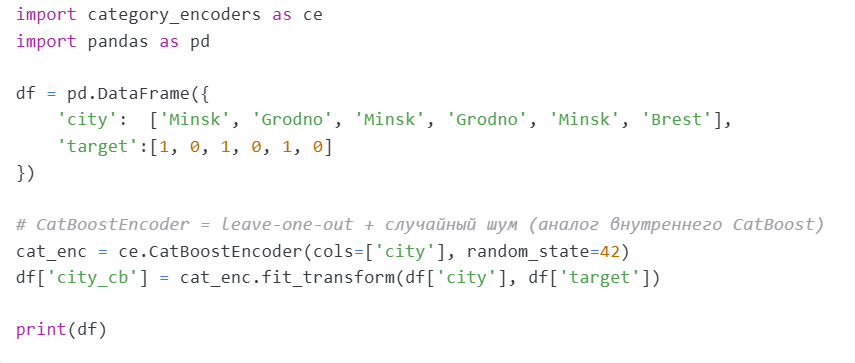 import category_encoders as ce
import pandas as pd

df = pd.DataFrame({
    'city':  ['Minsk', 'Grodno', 'Minsk', 'Grodno', 'Minsk', 'Brest'],
    'target':[1, 0, 1, 0, 1, 0]
})

# CatBoostEncoder = leave-one-out + случайный шум (аналог внутреннего CatBoost)
cat_enc = ce.CatBoostEncoder(cols=['city'], random_state=42)
df['city_cb'] = cat_enc.fit_transform(df['city'], df['target'])

print(df)